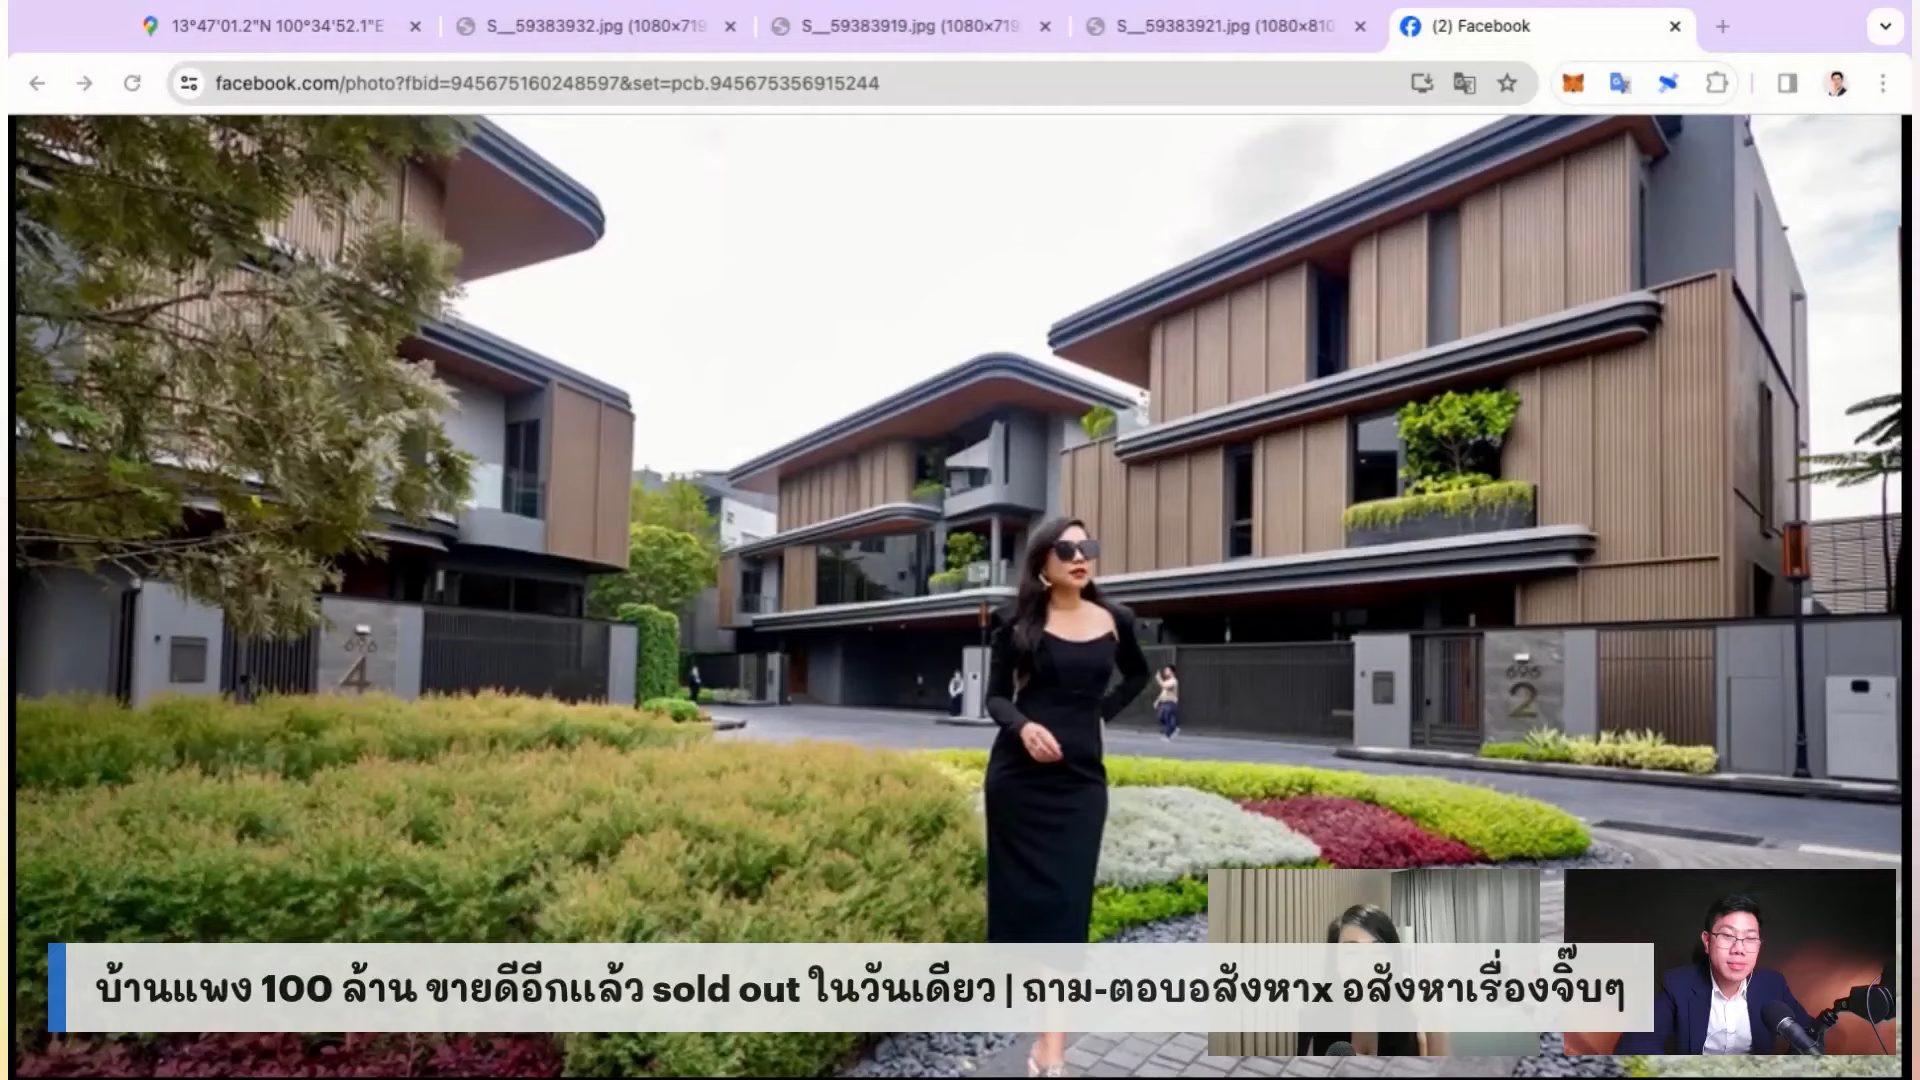 13°47'01.2"N 100°34'52.1"E
S__59383932.jpg (1080×719
S__59383919.jpg (1080×719
S__59383921.jpg (1080×810
(2) Facebook
facebook.com/photo?fbid=945675160248597&set=pcb.945675356915244
696
4
696
2
บ้านแพง 100 ล้าน ขายดีอีกแล้ว sold out ในวันเดียว | ถาม-ตอบอสังหาx อสังหาเรื่องจิ๊บๆ